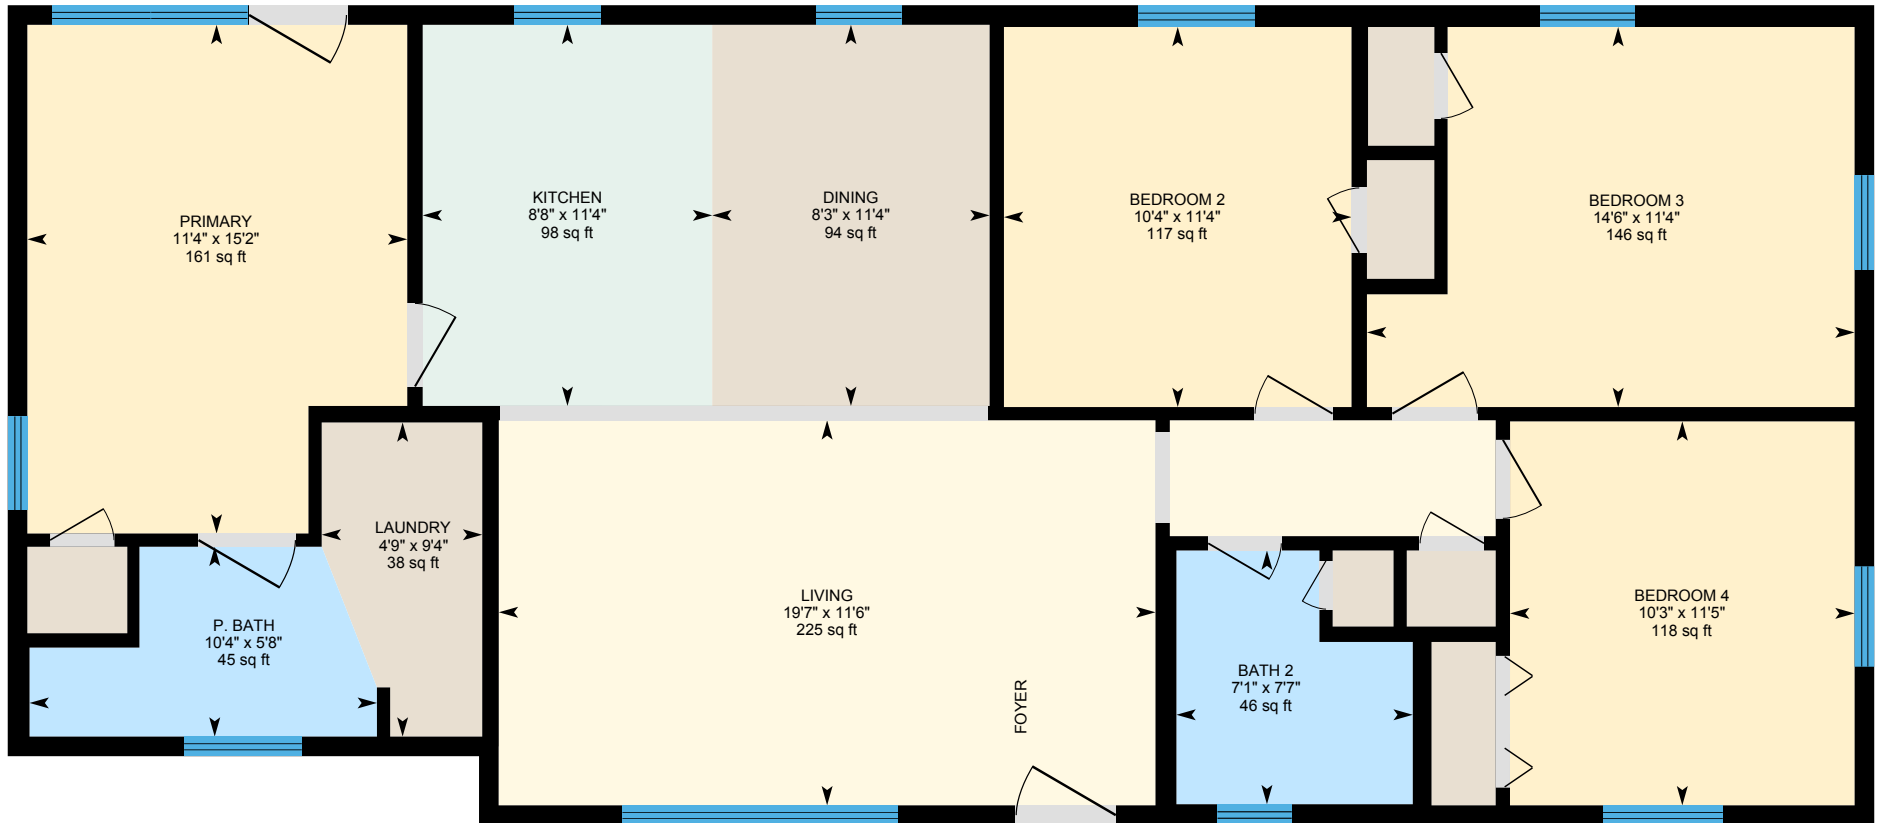 PRIMARY
11'4" x 15'2"
161 sq ft
KITCHEN
8'8" x 11'4"
98 sq ft
DINING
8'3" x 11'4"
94 sq ft
BEDROOM 2
10'4" x 11'4"
117 sq ft
BEDROOM 3
14'6" x 11'4"
146 sq ft
LAUNDRY
4'9" x 9'4"
38 sq ft
P. BATH
10'4" x 5'8"
45 sq ft
LIVING
19'7" x 11'6"
225 sq ft
FOYER
BATH 2
7'1" x 7'7"
46 sq ft
BEDROOM 4
10'3" x 11'5"
118 sq ft